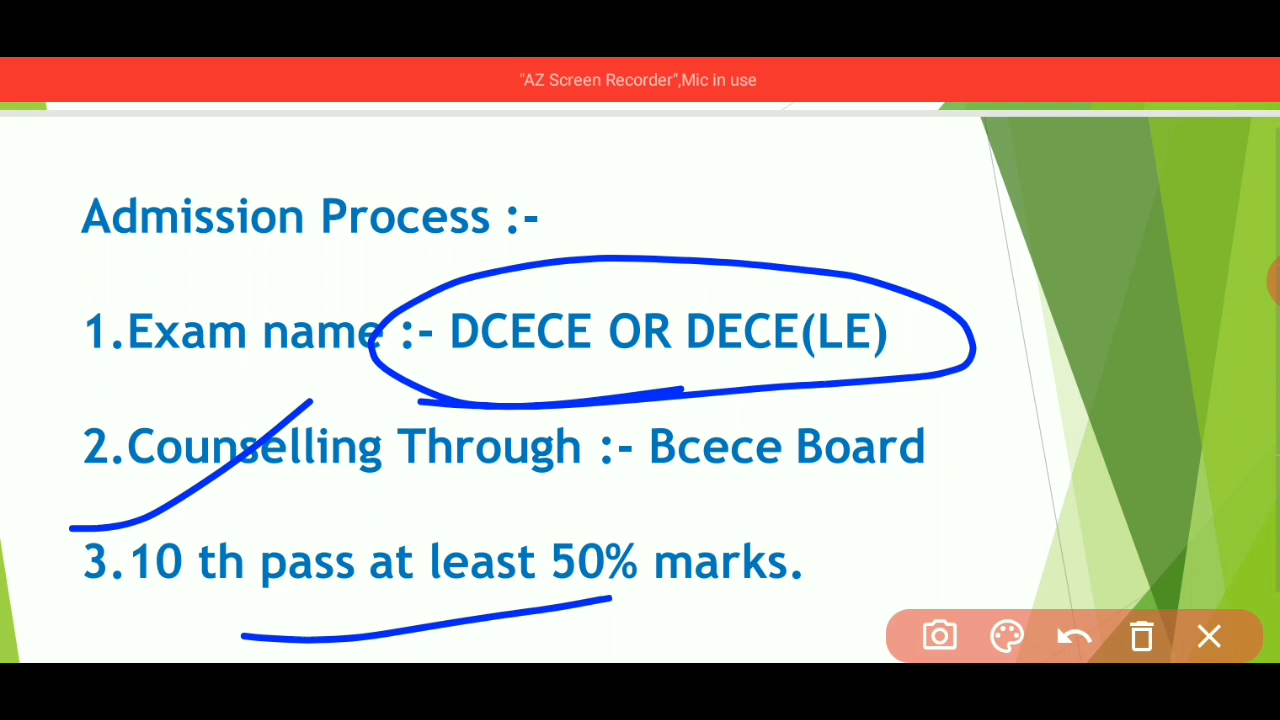 "AZ Screen Recorder",Mic in use
Admission Process :-
1.Exam name :- DCECE OR DECE(LE)
2.Counselling Through :- Bcece Board
3.10 th pass at least 50% marks.